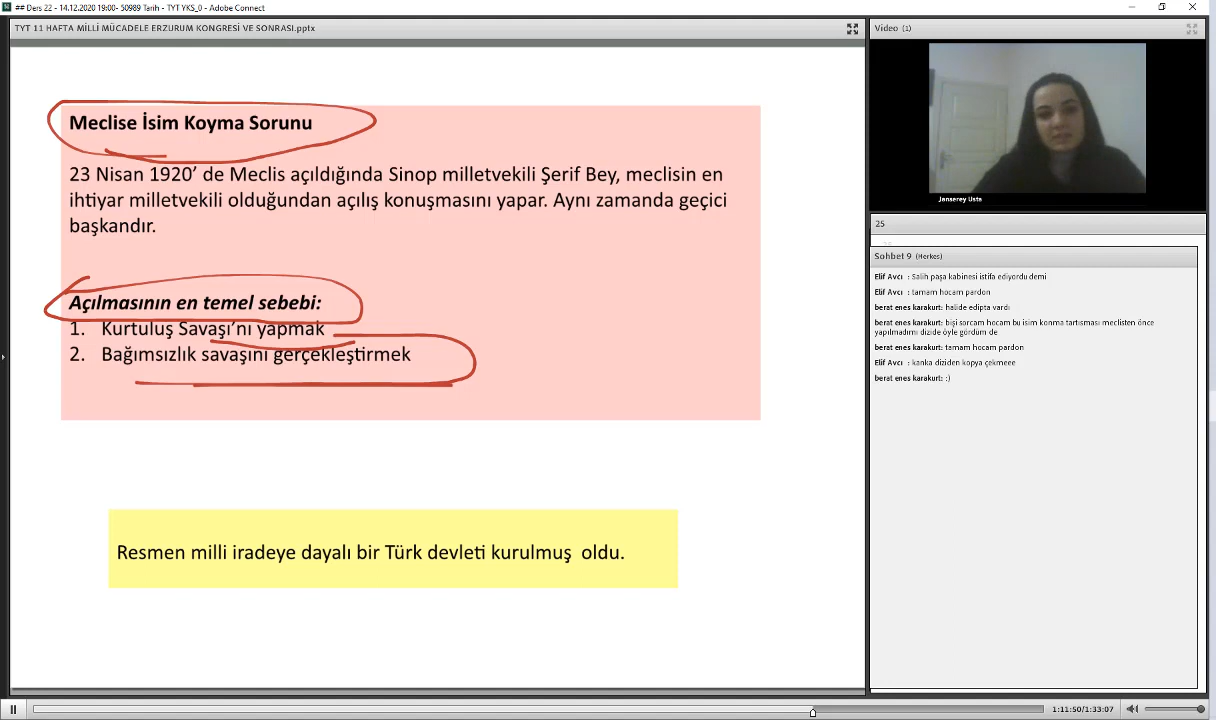 ## Ders 22 - 14.12.2020 19:00- 50989 Tarih - TYT YKS_0 - Adobe Connect
TYT 11 HAFTA MİLLİ MÜCADELE ERZURUM KONGRESİ VE SONRASI.pptx
Meclise İsim Koyma Sorunu
23 Nisan 1920’ de Meclis açıldığında Sinop milletvekili Şerif Bey, meclisin en
ihtiyar milletvekili olduğundan açılış konuşmasını yapar. Aynı zamanda geçici
başkandır.
Açılmasının en temel sebebi:
1. Kurtuluş Savaşı’nı yapmak
2. Bağımsızlık savaşını gerçekleştirmek
Resmen milli iradeye dayalı bir Türk devleti kurulmuş oldu.
Video (1)
Janserey Usta
25
Sohbet 9 (Herkes)
Elif Avcı : Salih paşa kabinesi istifa ediyordu demi
Elif Avcı : tamam hocam pardon
berat enes karakurt: halide edipta vardı
berat enes karakurt: bişi sorcam hocam bu isim konma tartısması meclisten önce
yapılmadımı dizide öyle gördüm de
berat enes karakurt: tamam hocam pardon
Elif Avcı : kanka diziden kopya çekmeee
berat enes karakurt: :)
1:11:50/1:33:07